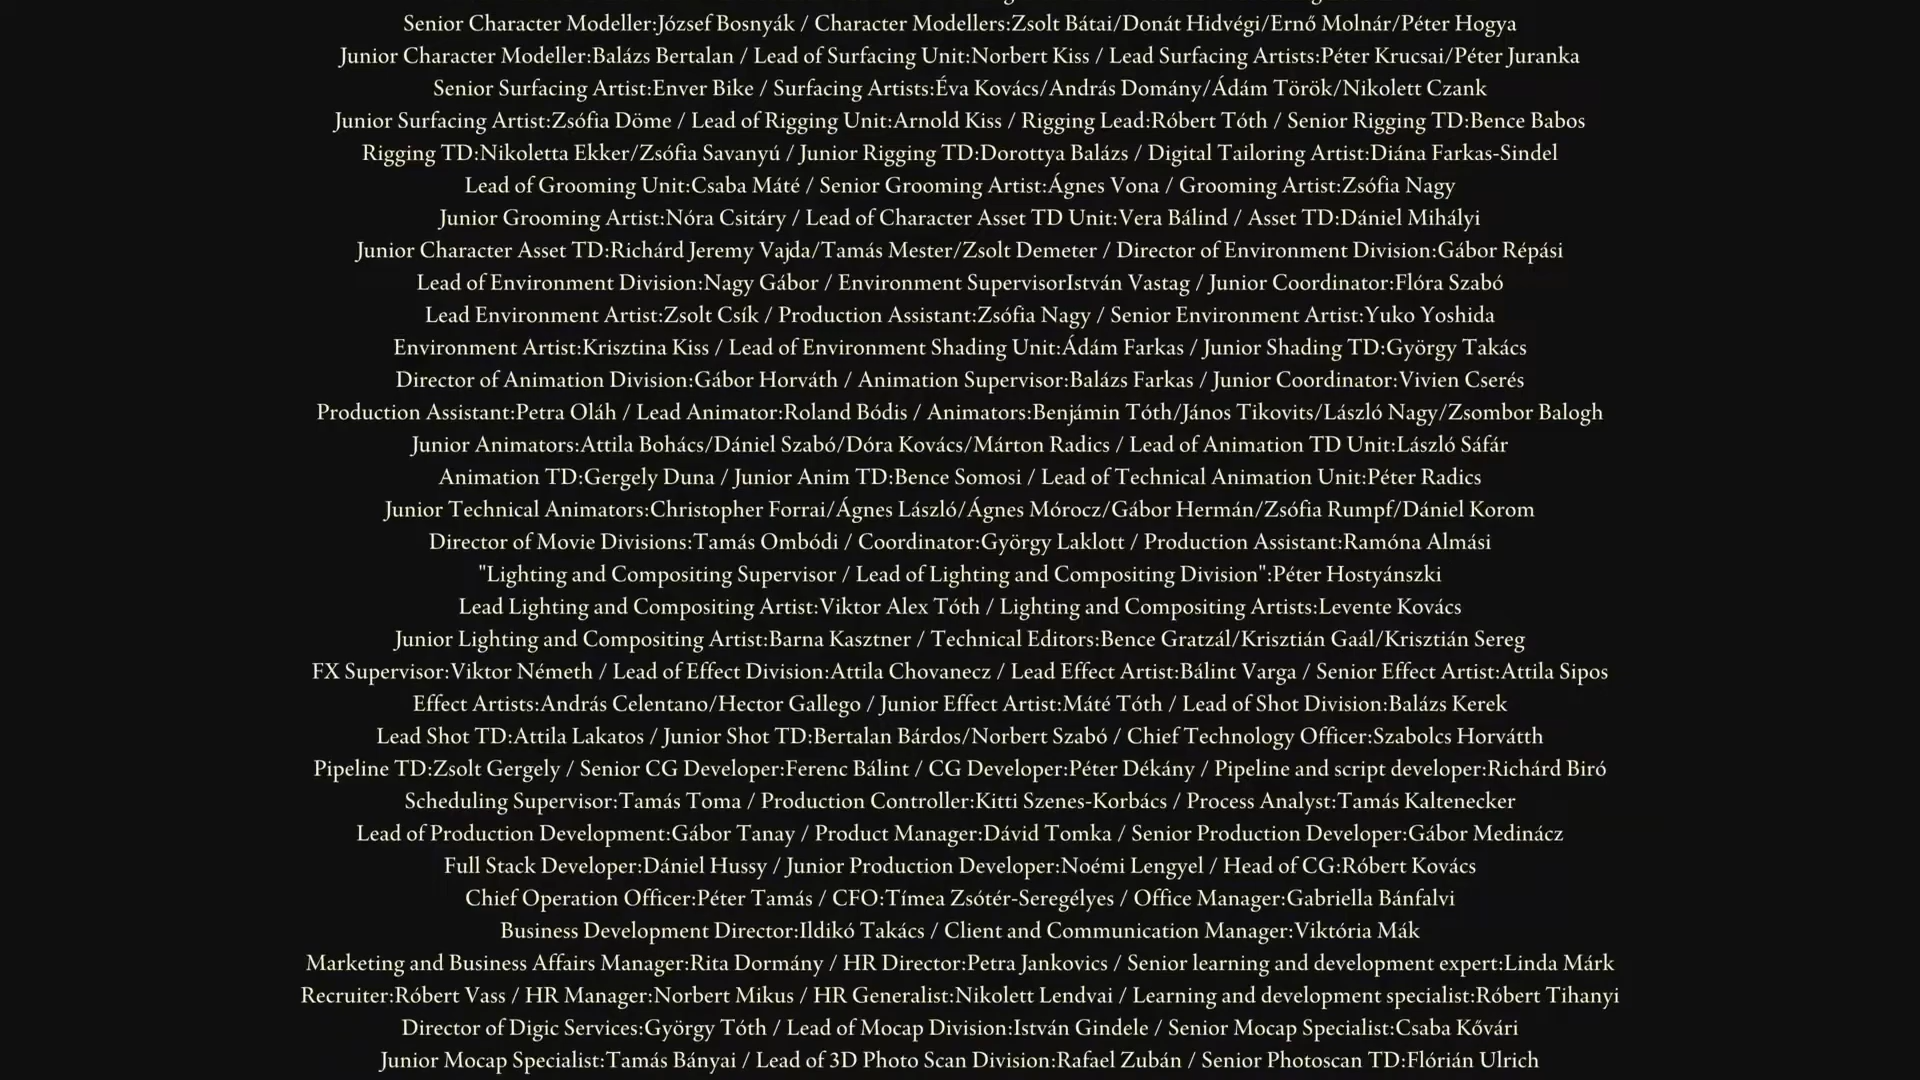 Senior Character Modeller:József Bosnyák / Character Modellers:Zsolt Bátai/Donát Hidvégi/Ernő Molnár/Péter Hogya
Junior Character Modeller:Balázs Bertalan / Lead of Surfacing Unit:Norbert Kiss / Lead Surfacing Artists:Péter Krucsai/Péter Juranka
Senior Surfacing Artist:Enver Bike / Surfacing Artists:Éva Kovács/András Domány/Ádám Török/Nikolett Czank
Junior Surfacing Artist:Zsófia Döme / Lead of Rigging Unit:Arnold Kiss / Rigging Lead:Róbert Tóth / Senior Rigging TD:Bence Babos
Rigging TD:Nikoletta Ekker/Zsófia Savanyú / Junior Rigging TD:Dorottya Balázs / Digital Tailoring Artist:Diána Farkas-Sindel
Lead of Grooming Unit:Csaba Máté / Senior Grooming Artist:Ágnes Vona / Grooming Artist:Zsófia Nagy
Junior Grooming Artist:Nóra Csitáry / Lead of Character Asset TD Unit:Vera Bálind / Asset TD:Dániel Mihályi
Junior Character Asset TD:Richárd Jeremy Vajda/Tamás Mester/Zsolt Demeter / Director of Environment Division:Gábor Répási
Lead of Environment Division:Nagy Gábor / Environment SupervisorIstván Vastag / Junior Coordinator:Flóra Szabó
Lead Environment Artist:Zsolt Csík / Production Assistant:Zsófia Nagy / Senior Environment Artist:Yuko Yoshida
Environment Artist:Krisztina Kiss / Lead of Environment Shading Unit:Ádám Farkas / Junior Shading TD:György Takács
Director of Animation Division:Gábor Horváth / Animation Supervisor:Balázs Farkas / Junior Coordinator:Vivien Cserés
Production Assistant:Petra Oláh / Lead Animator:Roland Bódis / Animators:Benjámin Tóth/János Tikovits/László Nagy/Zsombor Balogh
Junior Animators:Attila Bohács/Dániel Szabó/Dóra Kovács/Márton Radics / Lead of Animation TD Unit:László Sáfár
Animation TD:Gergely Duna / Junior Anim TD:Bence Somosi / Lead of Technical Animation Unit:Péter Radics
Junior Technical Animators:Christopher Forrai/Ágnes László/Ágnes Mórocz/Gábor Hermán/Zsófia Rumpf/Dániel Korom
Director of Movie Divisions:Tamás Ombódi / Coordinator:György Laklott / Production Assistant:Ramóna Almási
"Lighting and Compositing Supervisor / Lead of Lighting and Compositing Division":Péter Hostyánszki
Lead Lighting and Compositing Artist:Viktor Alex Tóth / Lighting and Compositing Artists:Levente Kovács
Junior Lighting and Compositing Artist:Barna Kasztner / Technical Editors:Bence Gratzál/Krisztián Gaál/Krisztián Sereg
FX Supervisor:Viktor Németh / Lead of Effect Division:Attila Chovanecz / Lead Effect Artist:Bálint Varga / Senior Effect Artist:Attila Sipos
Effect Artists:András Celentano/Hector Gallego / Junior Effect Artist:Máté Tóth / Lead of Shot Division:Balázs Kerek
Lead Shot TD:Attila Lakatos / Junior Shot TD:Bertalan Bárdos/Norbert Szabó / Chief Technology Officer:Szabolcs Horvátth
Pipeline TD:Zsolt Gergely / Senior CG Developer:Ferenc Bálint / CG Developer:Péter Dékány / Pipeline and script developer:Richárd Biró
Scheduling Supervisor:Tamás Toma / Production Controller:Kitti Szenes-Korbács / Process Analyst:Tamás Kaltenecker
Lead of Production Development:Gábor Tanay / Product Manager:Dávid Tomka / Senior Production Developer:Gábor Medinácz
Full Stack Developer:Dániel Hussy / Junior Production Developer:Noémi Lengyel / Head of CG:Róbert Kovács
Chief Operation Officer:Péter Tamás / CFO:Tímea Zsótér-Seregélyes / Office Manager:Gabriella Bánfalvi
Business Development Director:Ildikó Takács / Client and Communication Manager:Viktória Mák
Marketing and Business Affairs Manager:Rita Dormány / HR Director:Petra Jankovics / Senior learning and development expert:Linda Márk
Recruiter:Róbert Vass / HR Manager:Norbert Mikus / HR Generalist:Nikolett Lendvai / Learning and development specialist:Róbert Tihanyi
Director of Digic Services:György Tóth / Lead of Mocap Division:István Gindele / Senior Mocap Specialist:Csaba Kővári
Junior Mocap Specialist:Tamás Bányai / Lead of 3D Photo Scan Division:Rafael Zubán / Senior Photoscan TD:Flórián Ulrich